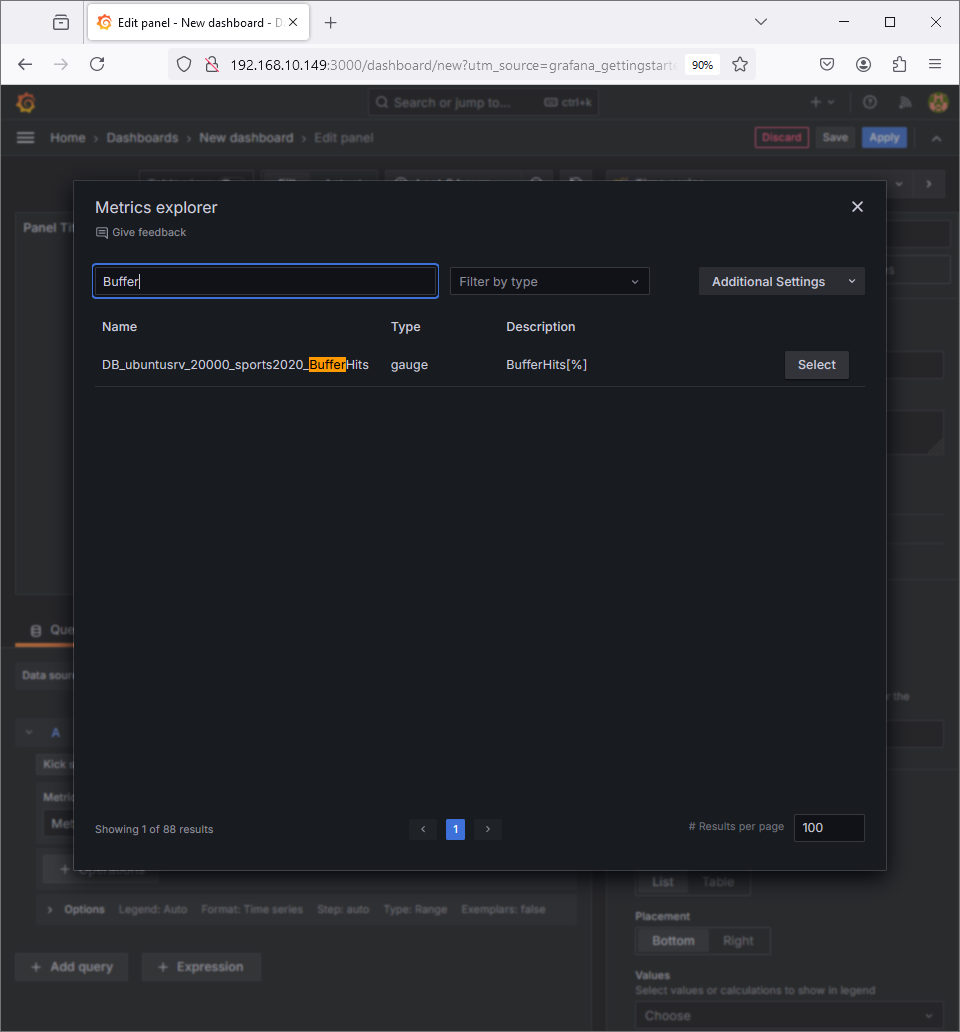 Edit panel - New dashboard - D
192.168.10.149:3000/dashboard/new?utm_source=grafana_gettingstarte
90%
Search or jump to...
ctrl+k
Home › Dashboards › New dashboard › Edit panel
Discard
Save
Apply
Panel Tit
Metrics explorer
Give feedback
Buffer
Filter by type
Additional Settings
Name Type Description
DB_ubuntusrv_20000_sports2020_BufferHits gauge BufferHits[%]
Select
Que
Data sour
r the
A
Kick s
Metric
Met
Showing 1 of 88 results
1
# Results per page
100
+ Operations
List Table
Options Legend: Auto Format: Time series Step: auto Type: Range Exemplars: false
Placement
Bottom Right
+ Add query
+ Expression
Values
Select values or calculations to show in legend
Choose